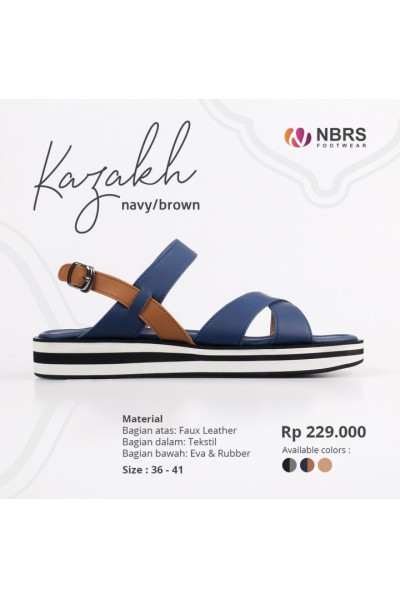 NBRS
FOOTWEAR
Kazakh
navy/brown
Material
Bagian atas: Faux Leather
Bagian dalam: Tekstil
Bagian bawah: Eva & Rubber
Size : 36 - 41
Rp 229.000
Available colors :